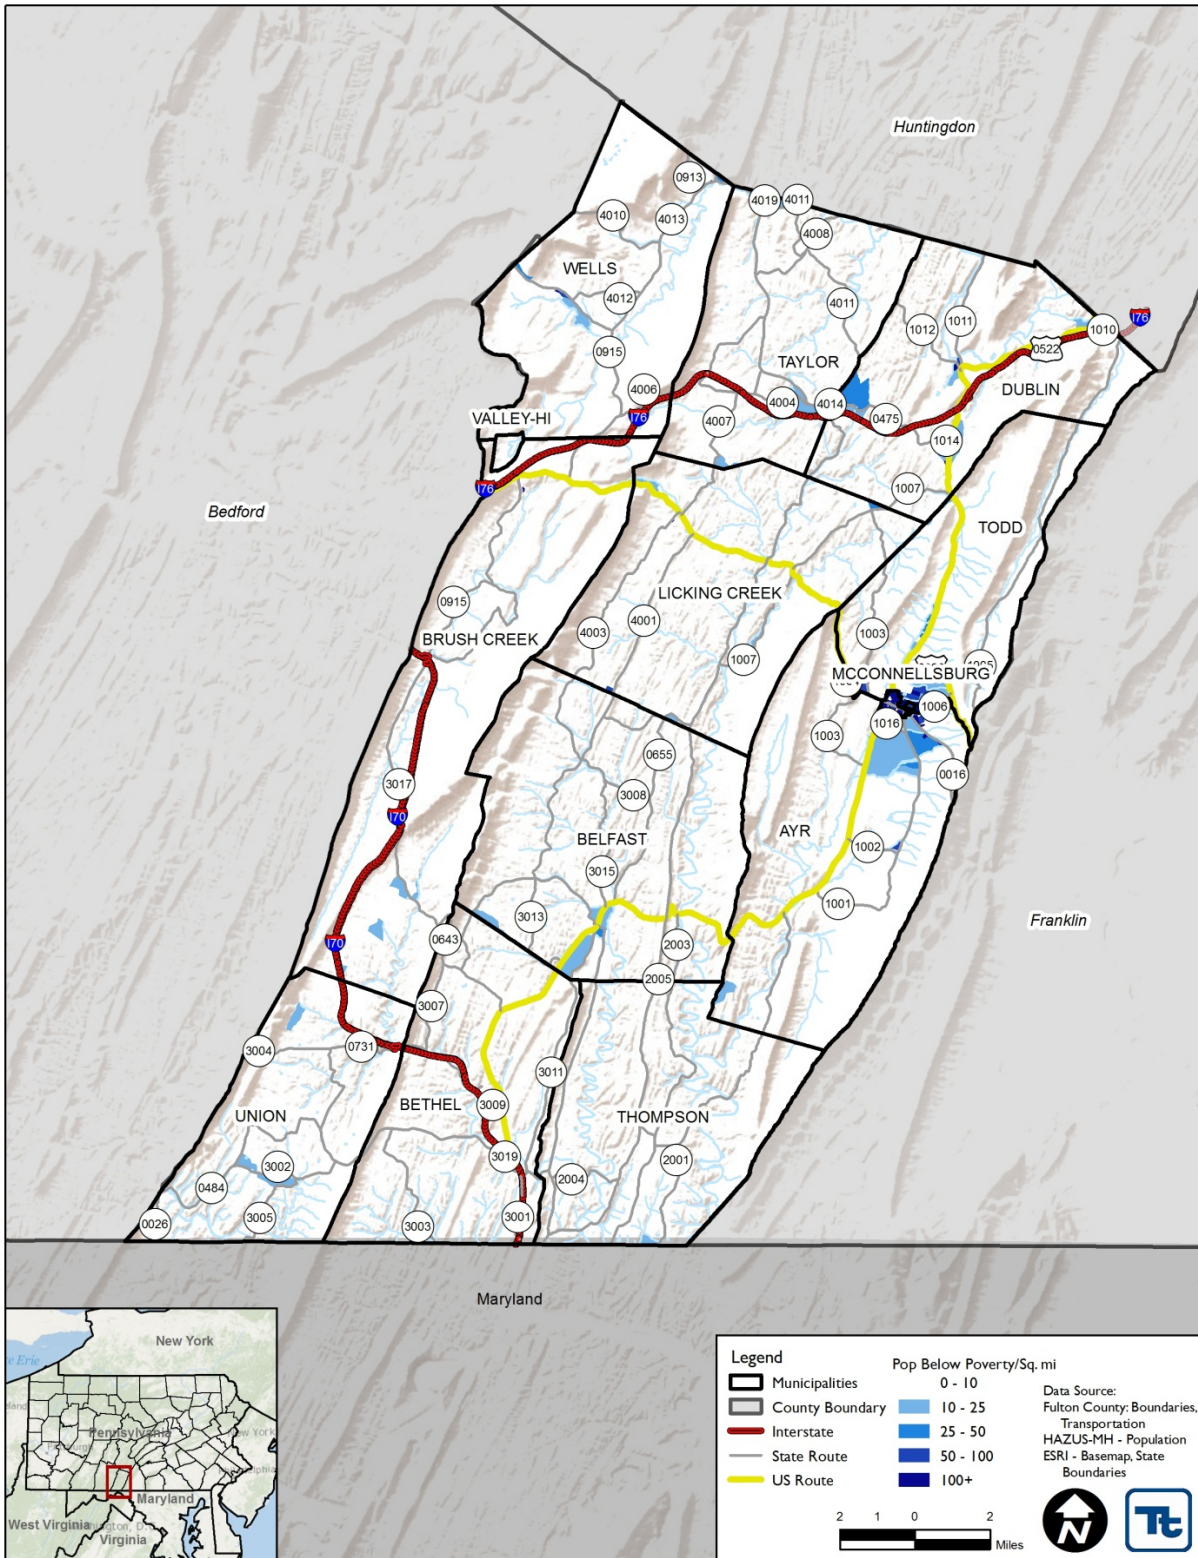 Huntingdon
0913
4019
4011
4010
4013
4008
WELLS
4012
4011
1012
1011
1010
I76
0522
0915
TAYLOR
DUBLIN
4006
4004
4014
0475
VALLEY-HI
I76
4007
1014
I76
1007
Bedford
TODD
LICKING CREEK
0915
4003
4001
1003
BRUSH CREEK
1007
MCCONNELLSBURG
1006
1016
1003
0655
0016
3017
3008
I70
AYR
BELFAST
1002
3015
1001
3013
Franklin
I70
0643
2003
2005
3007
3004
0731
3011
UNION
BETHEL
3009
THOMPSON
3019
2001
3002
0484
2004
0026
3005
3003
3001
Maryland
New York
Pennsylvania
Maryland
West Virginia
Virginia
Legend
Municipalities
County Boundary
Interstate
State Route
US Route
Pop Below Poverty/Sq. mi
0 - 10
10 - 25
25 - 50
50 - 100
100+
Data Source:
Fulton County: Boundaries,
Transportation
HAZUS-MH - Population
ESRI - Basemap, State
Boundaries
2 1 0 2
Miles
N
Tt